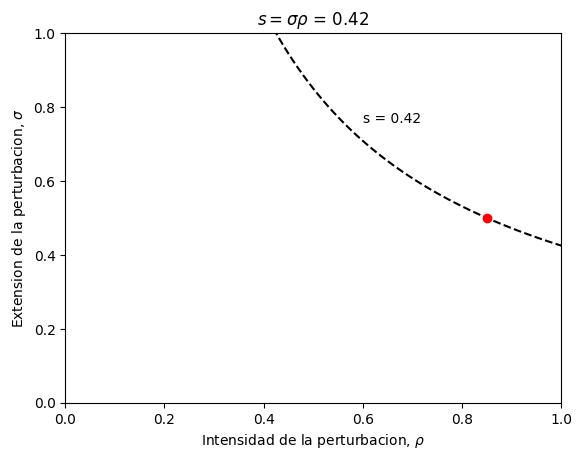 s = σρ = 0.42
Extension de la perturbacion, σ
1.0
0.8
0.6
0.4
0.2
0.0
s = 0.42
0.0 0.2 0.4 0.6 0.8 1.0
Intensidad de la perturbacion, ρ